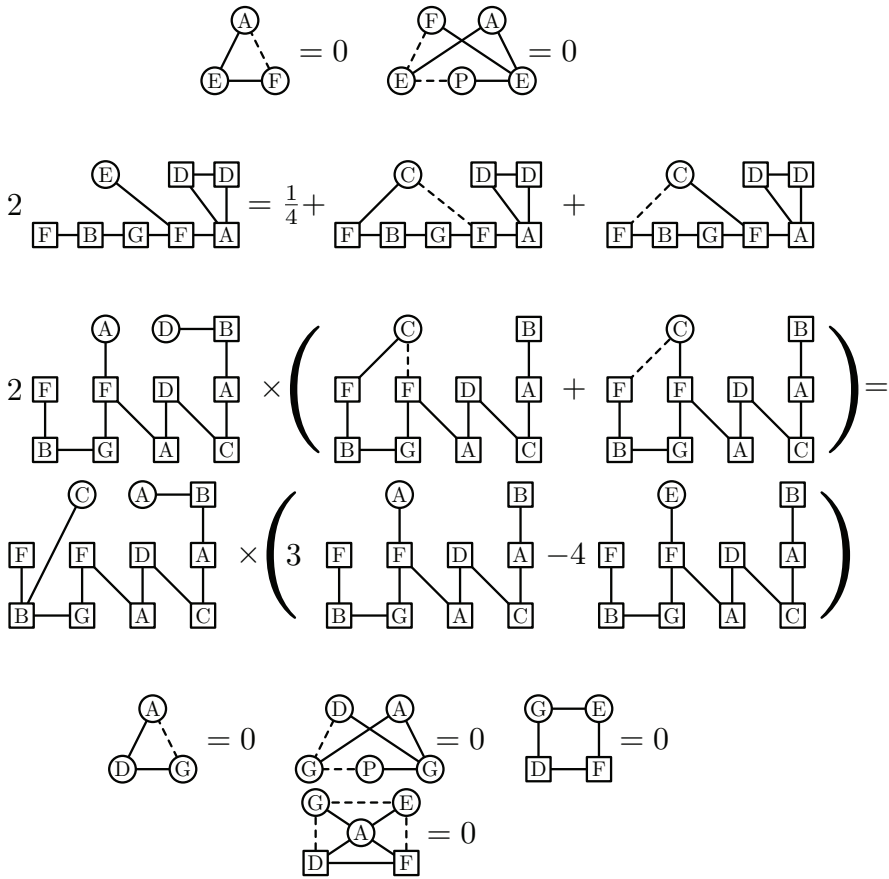 A F
E F = 0 E P E = 0
E D D C D D C D D
2 F B G F A = 1/4 + F B G F A + F B G F A
A D B C B C B
2 F F D A × ( F F D A + F F D A ) =
B G A C B G A C B G A C
C A B A B E B
F F D A × ( 3 F F D A −4 F F D A )
B G A C B G A C B G A C
A D A G E
D G = 0 G P G = 0 D F = 0
G E
A = 0
D F